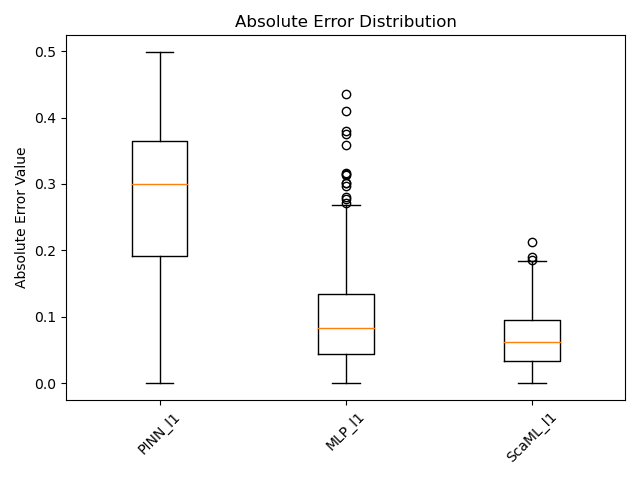 Absolute Error Distribution
Absolute Error Value
0.5
0.4
0.3
0.2
0.1
0.0
PINN_l1
MLP_l1
ScaML_l1